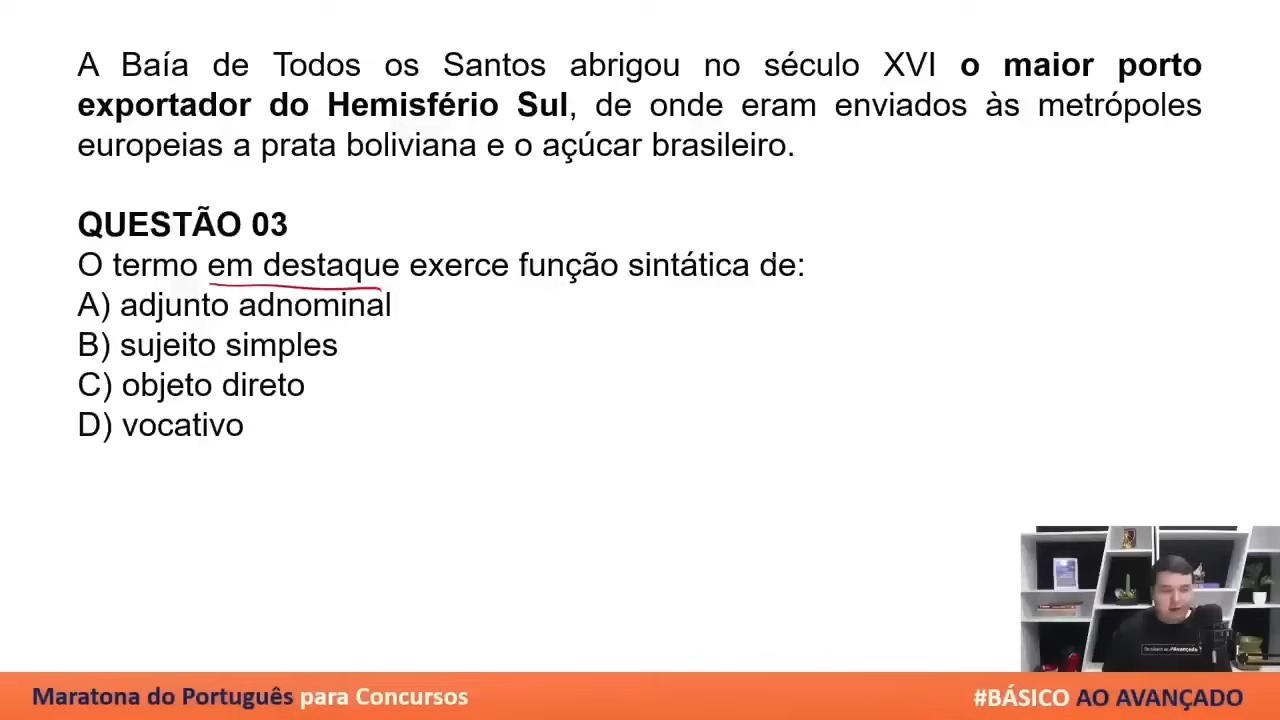 A Baía de Todos os Santos abrigou no século XVI o maior porto
exportador do Hemisfério Sul, de onde eram enviados às metrópoles
europeias a prata boliviana e o açúcar brasileiro.
QUESTÃO 03
O termo em destaque exerce função sintática de:
A) adjunto adnominal
B) sujeito simples
C) objeto direto
D) vocativo
Maratona do Português para Concursos
#BÁSICO AO AVANÇADO